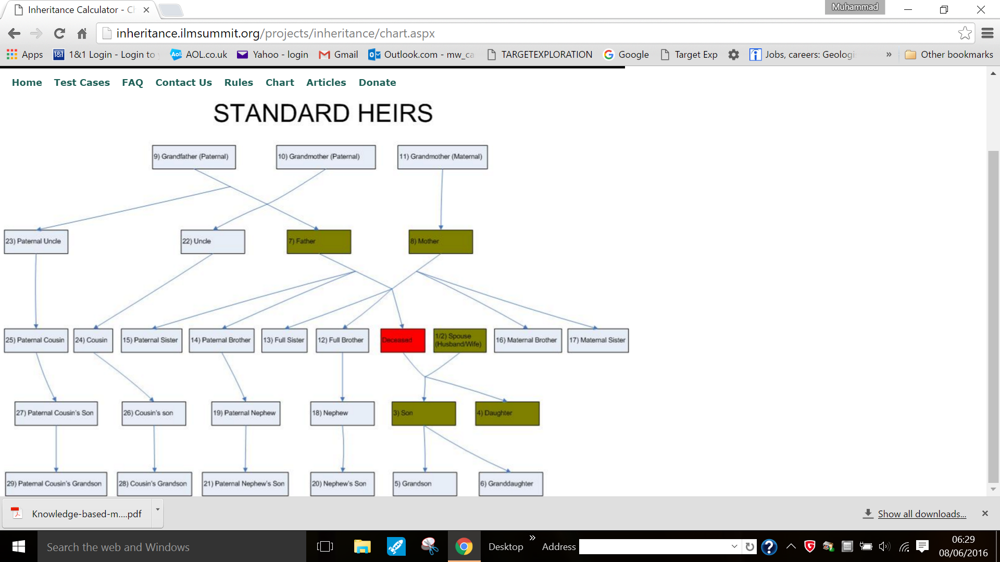 Inheritance Calculator - Ch
Muhammad
inheritance.ilmsummit.org/projects/inheritance/chart.aspx
Apps
1&1 1&1 Login - Login to
Aol. AOL.co.uk
Yahoo - login
Gmail
Outlook.com - mw_ca
TARGETEXPLORATION
Google
Target Exp
Jobs, careers: Geologi
»
Other bookmarks
Home Test Cases FAQ Contact Us Rules Chart Articles Donate
STANDARD HEIRS
9) Grandfather (Paternal)
10) Grandmother (Paternal)
11) Grandmother (Maternal)
23) Paternal Uncle
22) Uncle
7) Father
8) Mother
25) Paternal Cousin
24) Cousin
15) Paternal Sister
14) Paternal Brother
13) Full Sister
12) Full Brother
Deceased
1/2) Spouse
(Husband/Wife)
16) Maternal Brother
17) Maternal Sister
27) Paternal Cousin's Son
26) Cousin's son
19) Paternal Nephew
18) Nephew
3) Son
4) Daughter
29) Paternal Cousin's Grandson
28) Cousin's Grandson
21) Paternal Nephew's Son
20) Nephew's Son
5) Grandson
6) Granddaughter
Knowledge-based-m....pdf
Show all downloads...
Search the web and Windows
Desktop
»
Address
06:29
08/06/2016